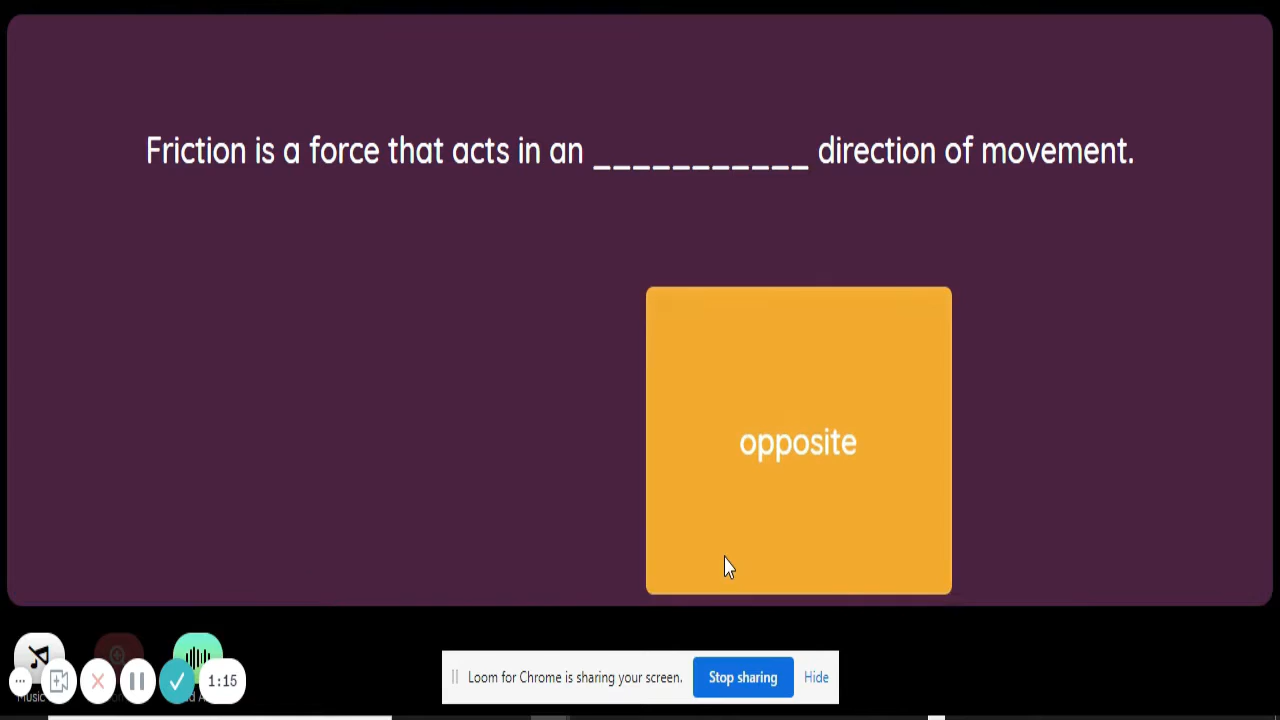 Friction is a force that acts in an ___________ direction of movement.
opposite
1:15
Music
Loom for Chrome is sharing your screen.
Stop sharing
Hide